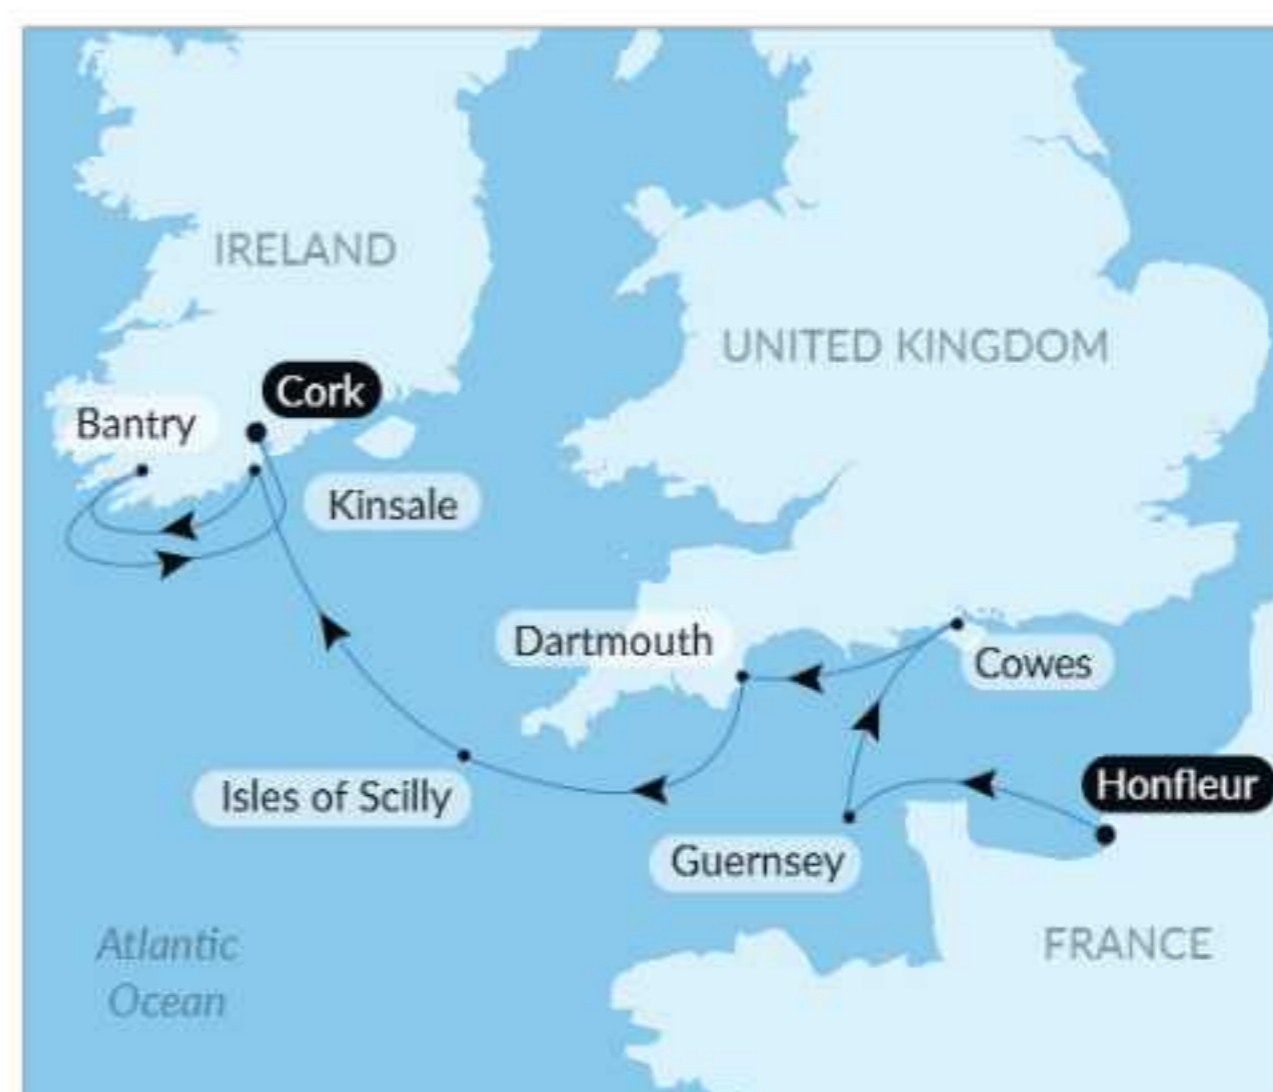 IRELAND
UNITED KINGDOM
Cork
Bantry
Kinsale
Dartmouth
Cowes
Isles of Scilly
Honfleur
Guernsey
Atlantic
Ocean
FRANCE